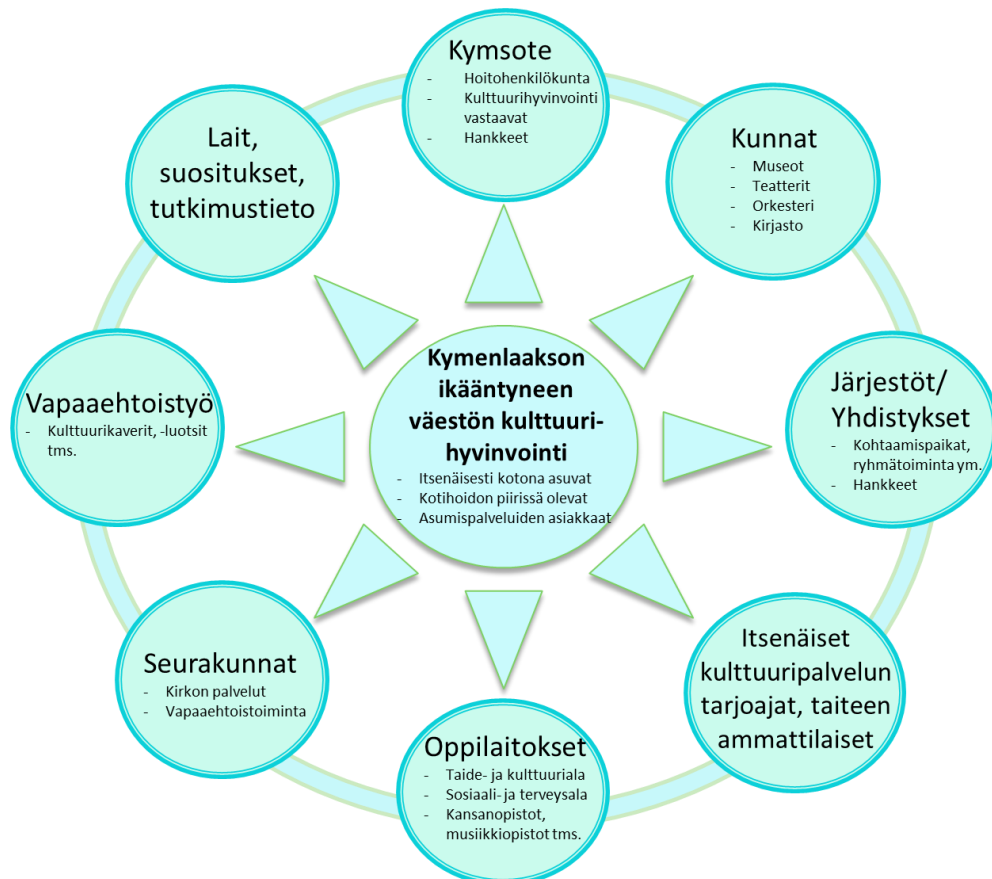 Kymsote
- Hoitohenkilökunta
- Kulttuurihyvinvointi
vastaavat
- Hankkeet
Kunnat
- Museot
- Teatterit
- Orkesteri
- Kirjasto
Järjestöt/
Yhdistykset
- Kohtaamispaikat,
ryhmätoiminta ym.
- Hankkeet
Itsenäiset
kulttuuripalvelun
tarjoajat, taiteen
ammattilaiset
Oppilaitokset
- Taide- ja kulttuuriala
- Sosiaali- ja terveysala
- Kansanopistot,
musiikkiopistot tms.
Seurakunnat
- Kirkon palvelut
- Vapaaehtoistoiminta
Vapaaehtoistyö
- Kulttuurikaverit, -luotsit
tms.
Lait,
suositukset,
tutkimustieto
Kymenlaakson
ikääntyneen
väestön kulttuuri-
hyvinvointi
- Itsenäisesti kotona asuvat
- Kotihoidon piirissä olevat
- Asumispalveluiden asiakkaat